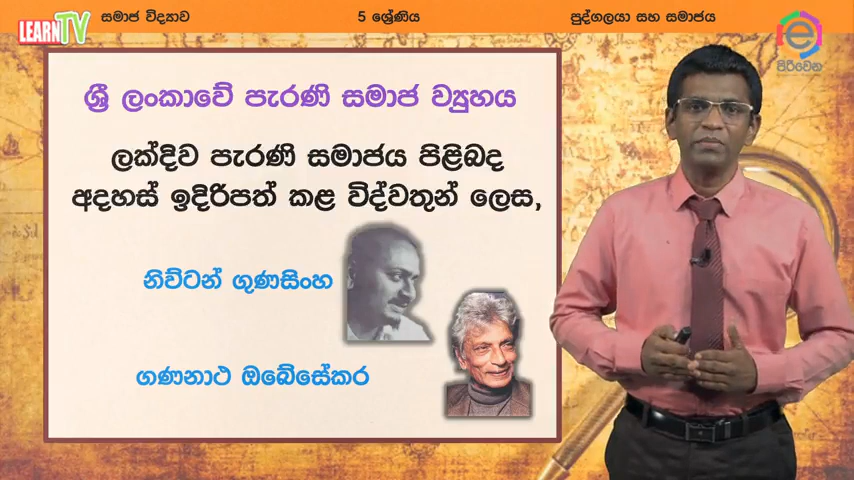 LEARN TV
සමාජ විද්‍යාව
5 ශ්‍රේණිය
පුද්ගලයා සහ සමාජය
e
පිරිවෙන
ශ්‍රී ලංකාවේ පැරණි සමාජ ව්‍යුහය
ලක්දිව පැරණි සමාජය පිළිබද
අදහස් ඉදිරිපත් කළ විද්වතුන් ලෙස,
නිව්ටන් ගුණසිංහ
ගණනාථ ඔබේසේකර